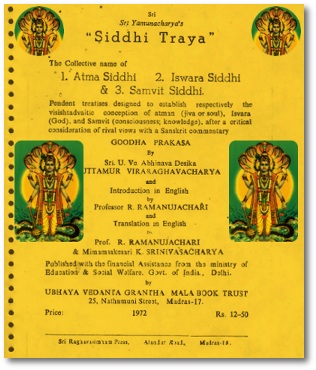 Sri
Sri Yamunacharya's
"Siddhi Traya"
The Collective name of
1. Atma Siddhi 2. Iswara Siddhi
& 3. Samvit Siddhi.
Pendent treatises designed to establish respectively the
visishtadvaitic conception of atman (jiva or soul), Isvara
(God), and Samvit (consciousness; knowledge), after a critical
consideration of rival views with a Sanskrit commentary
GOODHA PRAKASA
By
Sri. U. Ve Abhinava Desika
UTTAMUR VIRARAGHAVACHARYA
and
Introduction in English
by
Professor R. RAMANUJACHARI
and
Translation in English
by
Prof. R. RAMANUJACHARI
& Mimamsakesari K. SRINIVASACHARYA
Published with the financial Assistance from the ministry of
Education & Social Welfare. Govt. of India, Delhi.
by
UBHAYA VEDANTA GRANTHA MALA BOOK TRUST
25, Nathamuni Street, Madras-17.
Price: 1972 Rs. 12-50
Sri Raghavasimham Press, Madras-18.